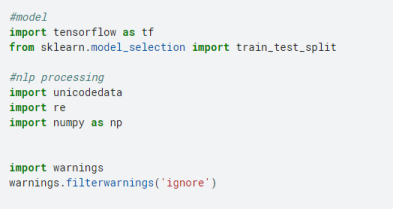 #model
import tensorflow as tf
from sklearn.model_selection import train_test_split
#nlp processing
import unicodedata
import re
import numpy as np
import warnings
warnings.filterwarnings('ignore')